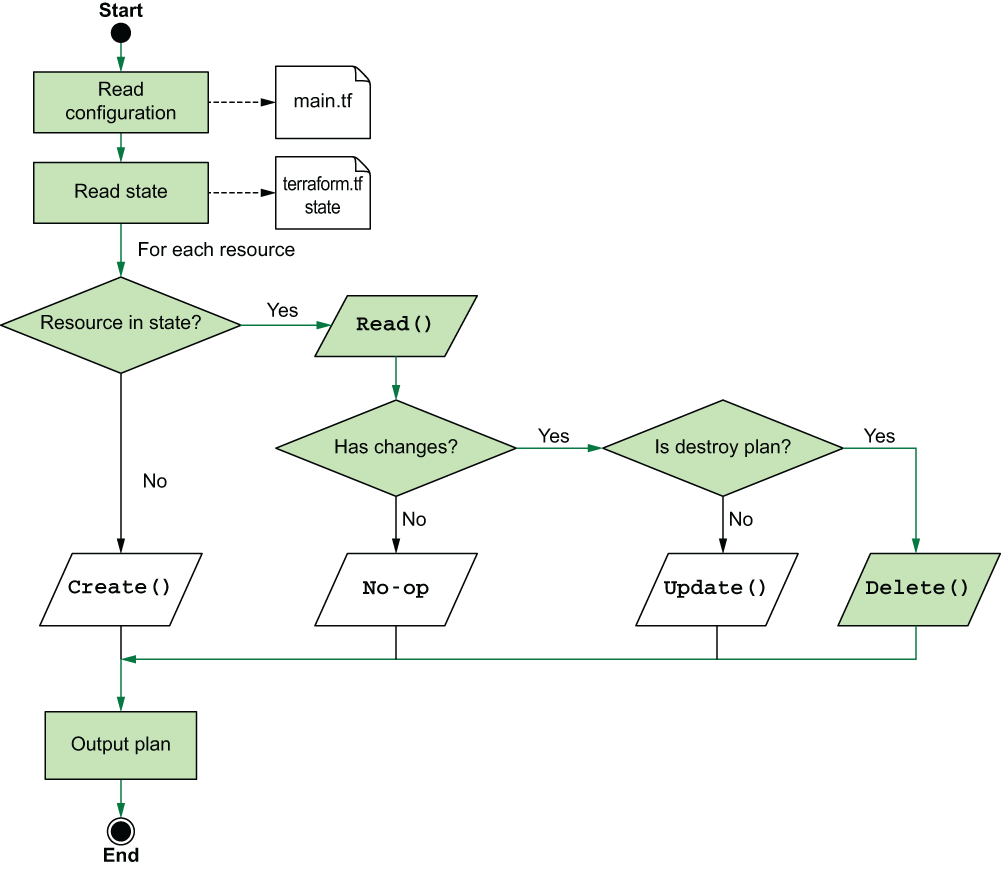 Start
Read
configuration
main.tf
Read state
terraform.tf
state
For each resource
Resource in state?
Yes
Read()
Has changes?
Yes
Is destroy plan?
Yes
No
No
No
Create()
No-op
Update()
Delete()
Output plan
End